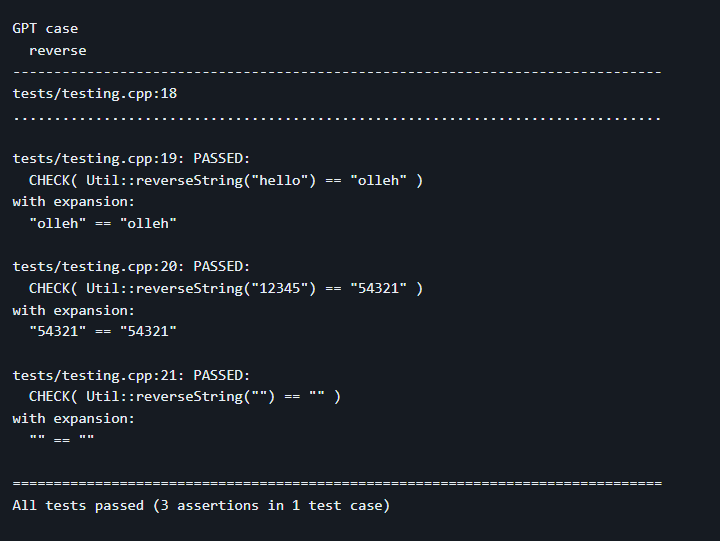 GPT case
  reverse
-------------------------------------------------------------------------------
tests/testing.cpp:18
...............................................................................

tests/testing.cpp:19: PASSED:
  CHECK( Util::reverseString("hello") == "olleh" )
with expansion:
  "olleh" == "olleh"

tests/testing.cpp:20: PASSED:
  CHECK( Util::reverseString("12345") == "54321" )
with expansion:
  "54321" == "54321"

tests/testing.cpp:21: PASSED:
  CHECK( Util::reverseString("") == "" )
with expansion:
  "" == ""

===============================================================================
All tests passed (3 assertions in 1 test case)